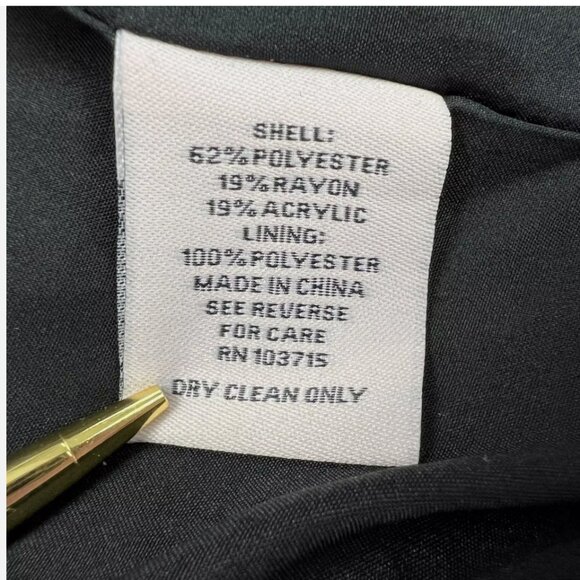 SHELL:
62% POLYESTER
19% RAYON
19% ACRYLIC
LINING:
100% POLYESTER
MADE IN CHINA
SEE REVERSE
FOR CARE
RN 103715
DRY CLEAN ONLY